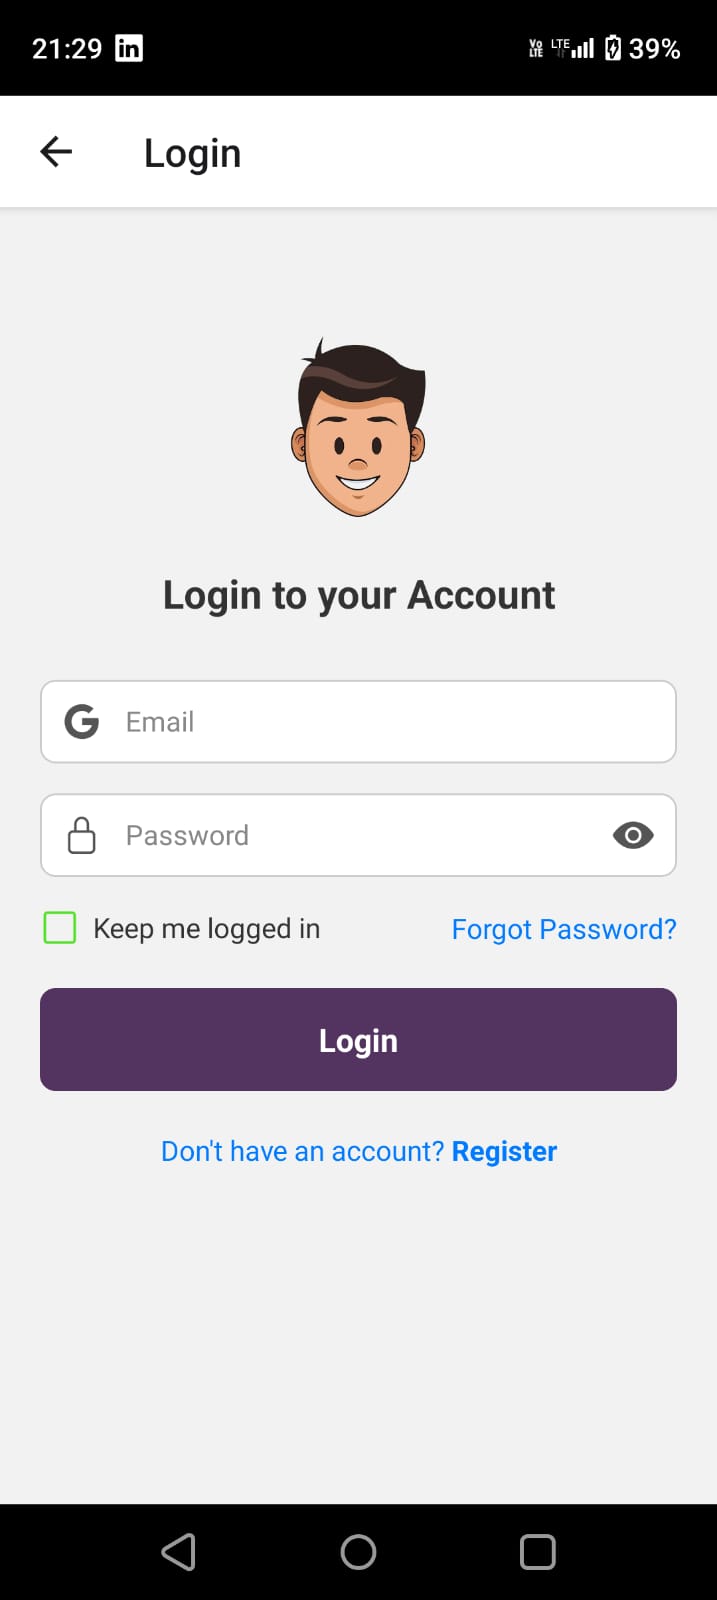 21:29 in Vo LTE LTE 39%
Login
Login to your Account
G Email
Password
Keep me logged in Forgot Password?
Login
Don't have an account? Register